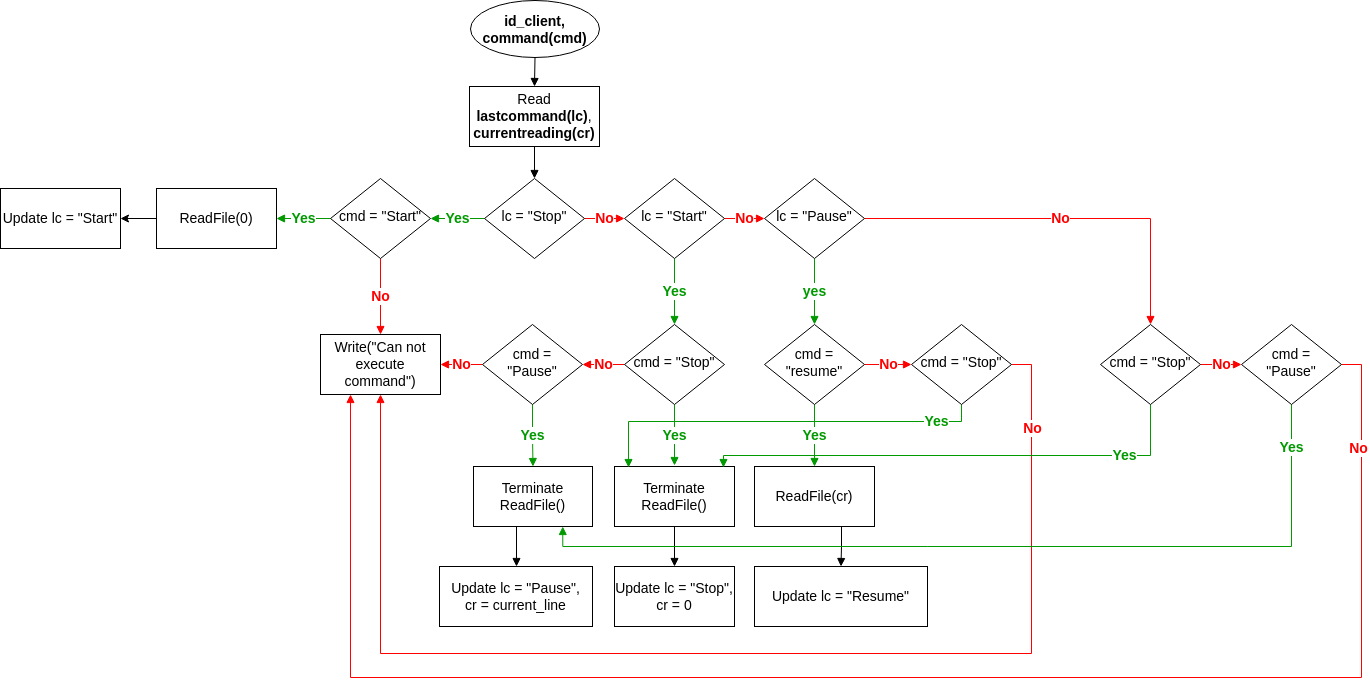 id_client,
command(cmd)
Read
lastcommand(lc),
currentreading(cr)
Update lc = "Start"
ReadFile(0)
Yes
cmd = "Start"
Yes
lc = "Stop"
No
lc = "Start"
No
lc = "Pause"
No
No
Yes
yes
Write("Can not
execute
command")
No
cmd =
"Pause"
No
cmd = "Stop"
cmd =
"resume"
No
cmd = "Stop"
cmd = "Stop"
No
cmd =
"Pause"
Yes
Yes
Yes
Yes
No
Yes
Yes
No
Terminate
ReadFile()
Terminate
ReadFile()
ReadFile(cr)
Update lc = "Pause",
cr = current_line
Update lc = "Stop",
cr = 0
Update lc = "Resume"